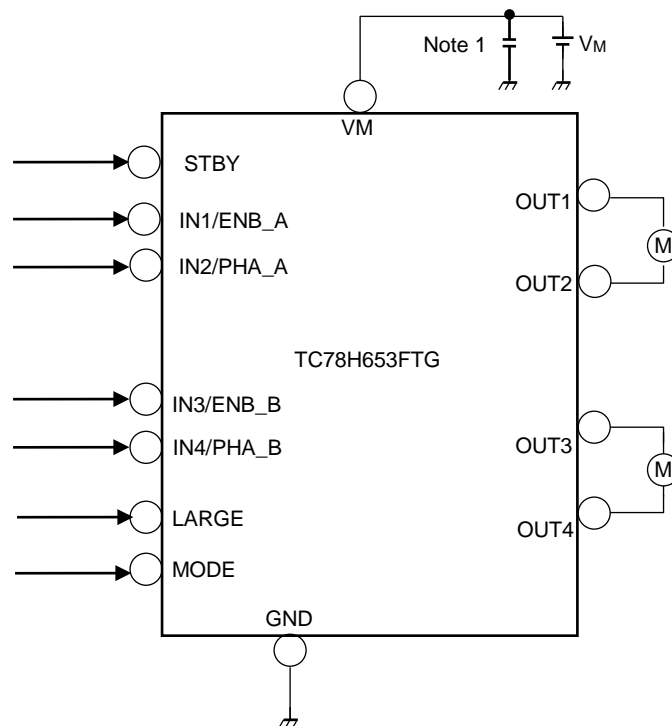 Note 1
VM
VM
STBY
OUT1
IN1/ENB_A
M
IN2/PHA_A
OUT2
TC78H653FTG
IN3/ENB_B
OUT3
IN4/PHA_B
M
LARGE
OUT4
MODE
GND